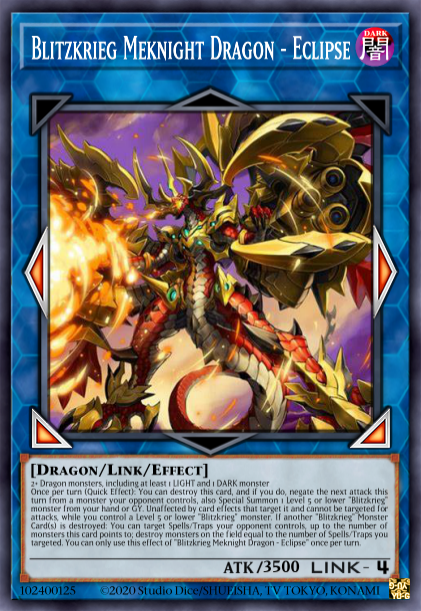 Blitzkrieg Meknight Dragon - Eclipse
DARK
闇
[Dragon/Link/Effect]
2+ Dragon monsters, including at least 1 LIGHT and 1 DARK monster
Once per turn (Quick Effect): You can destroy this card, and if you do, negate the next attack this
turn from a monster your opponent controls, also Special Summon 1 Level 5 or lower "Blitzkrieg"
monster from your hand or GY. Unaffected by card effects that target it and cannot be targeted for
attacks, while you control a Level 5 or lower "Blitzkrieg" monster. If another "Blitzkrieg" Monster
Card(s) is destroyed: You can target Spells/Traps your opponent controls, up to the number of
monsters this card points to; destroy monsters on the field equal to the number of Spells/Traps you
targeted. You can only use this effect of "Blitzkrieg Meknight Dragon - Eclipse" once per turn.
ATK/3500 LINK- 4
102400125 ©2020 Studio Dice/SHUEISHA, TV TOKYO, KONAMI